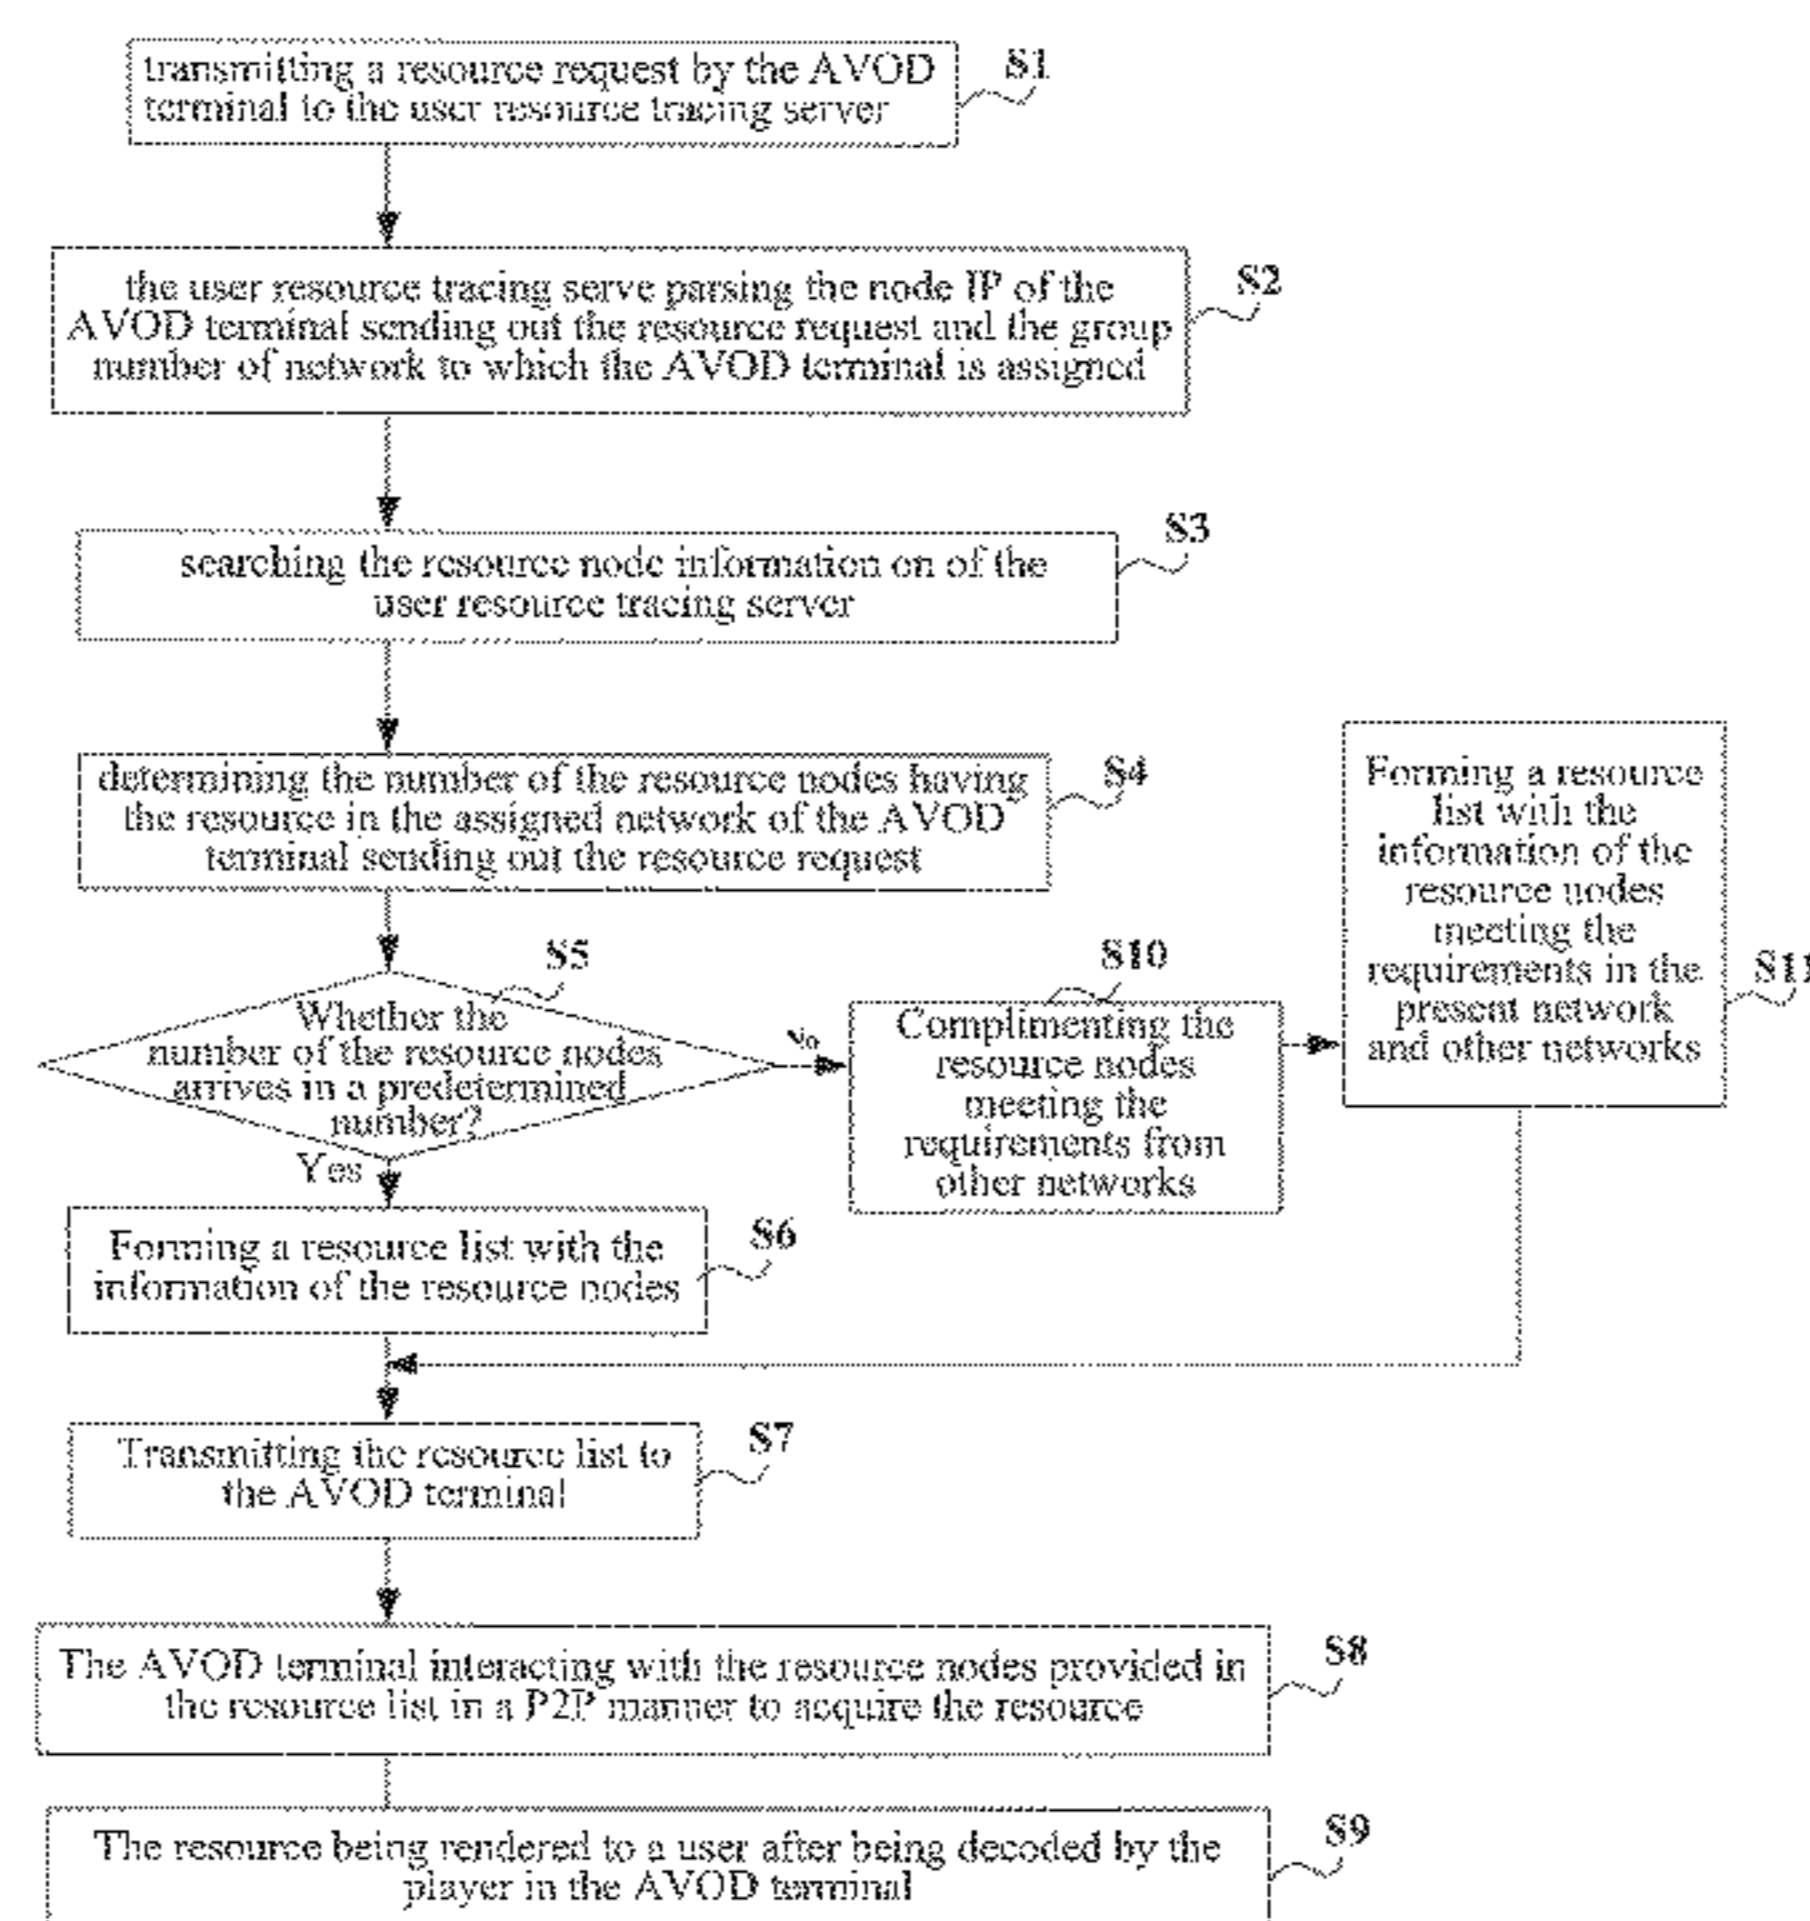 transmitting a resource request by the AVOD
terminal to the user resource tracing server
S1
the user resource tracing serve parsing the node IP of the
AVOD terminal sending out the resource request and the group
number of network to which the AVOD terminal is assigned
S2
searching the resource node information on of the
user resource tracing server
S3
determining the number of the resource nodes having
the resource in the assigned network of the AVOD
terminal sending out the resource request
S4
Whether the
number of the resource nodes
arrives in a predetermined
number?
S5
No
Yes
Complimenting the
resource nodes
meeting the
requirements from
other networks
S10
Forming a resource
list with the
information of the
resource nodes
meeting the
requirements in the
present network
and other networks
S11
Forming a resource list with the
information of the resource nodes
S6
Transmitting the resource list to
the AVOD terminal
S7
The AVOD terminal interacting with the resource nodes provided in
the resource list in a P2P manner to acquire the resource
S8
The resource being rendered to a user after being decoded by the
player in the AVOD terminal
S9